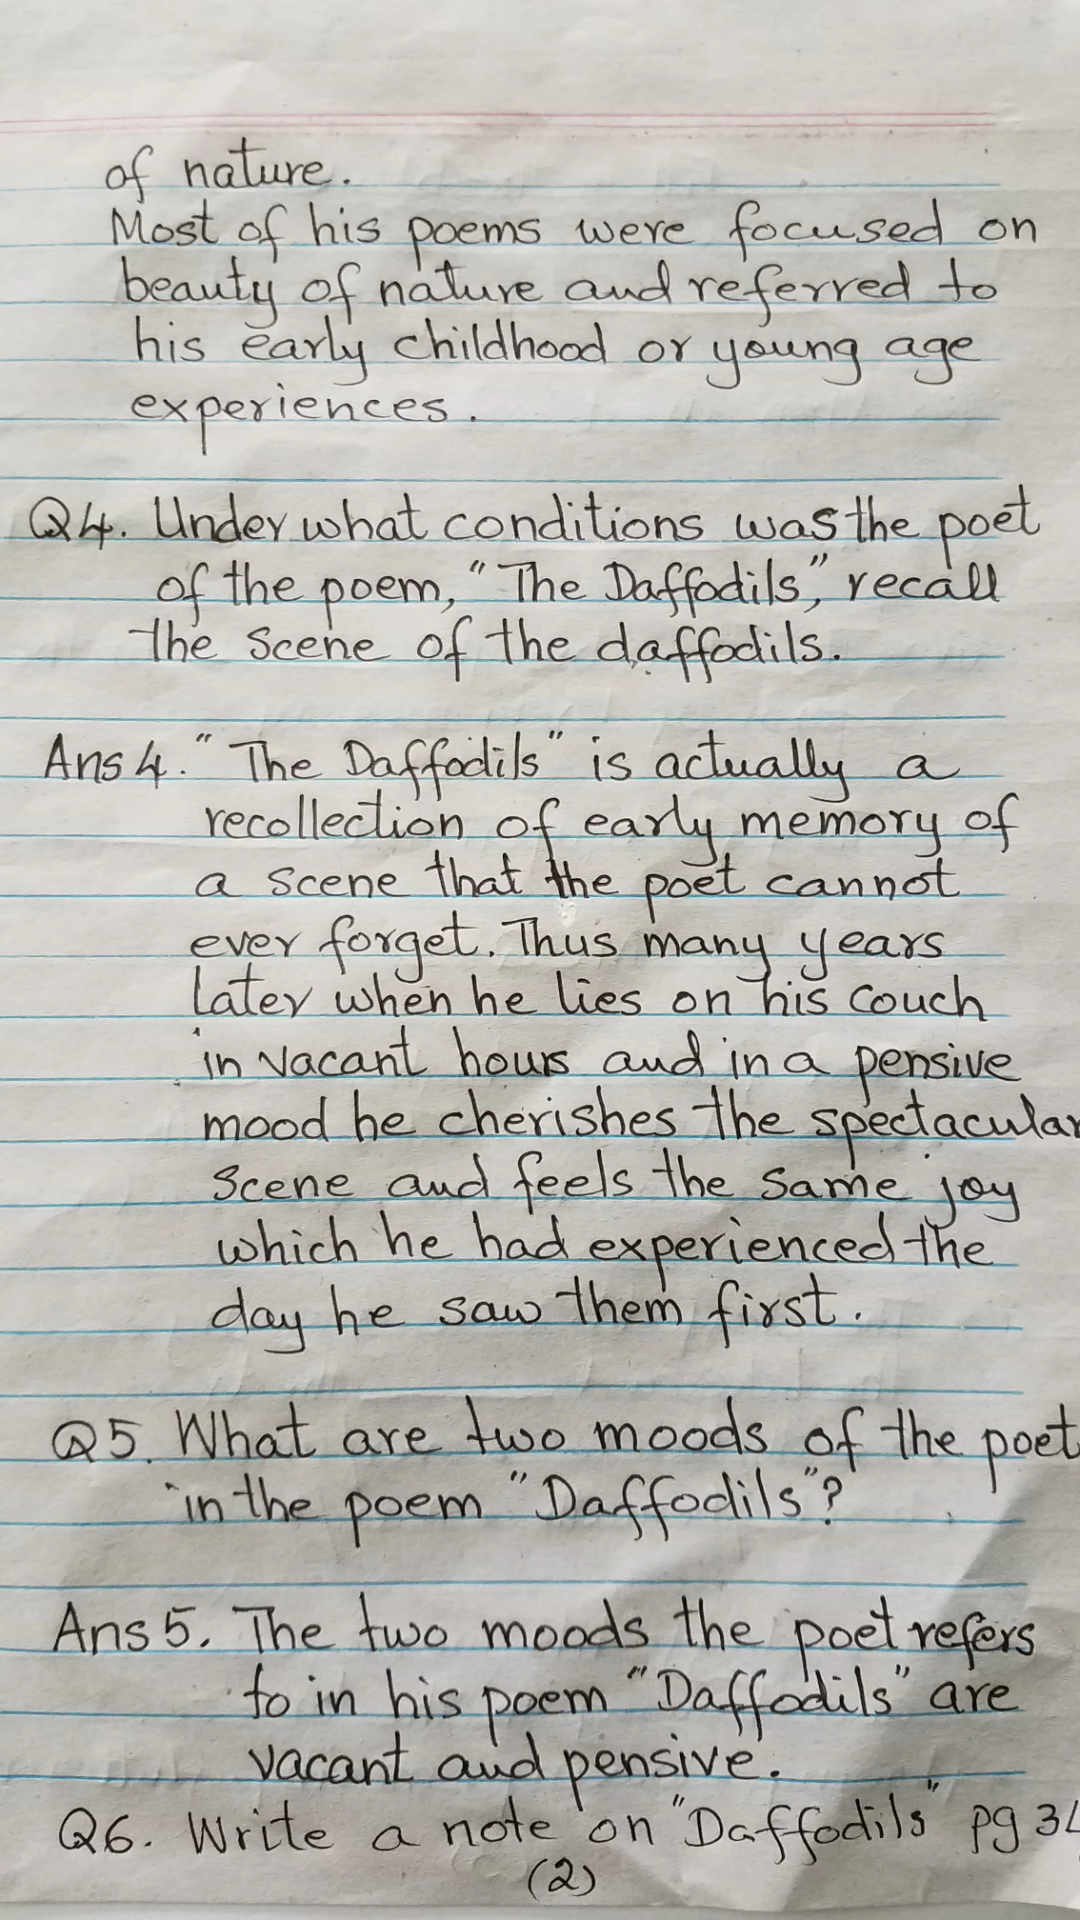 of nature.
Most of his poems were focused on
beauty of nature and referred to
his early childhood or young age
experiences.
Q4. Under what conditions was the poet
of the poem, "The Daffodils," recall
the scene of the daffodils.
Ans 4. "The Daffodils" is actually a
recollection of early memory of
a scene that the poet cannot
ever forget. Thus many years
later when he lies on his couch
in vacant hours and in a pensive
mood he cherishes the spectacular
scene and feels the same joy
which he had experienced the
day he saw them first.
Q5. What are two moods of the poet
in the poem "Daffodils"?
Ans 5. The two moods the poet refers
to in his poem "Daffodils" are
vacant and pensive.
Q6. Write a note on "Daffodils" pg
(2)